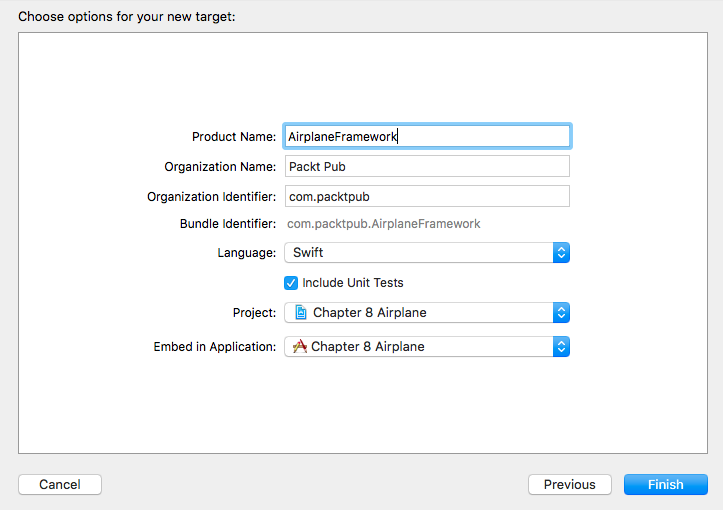 Choose options for your new target:
Product Name: AirplaneFramework
Organization Name: Packt Pub
Organization Identifier: com.packtpub
Bundle Identifier: com.packtpub.AirplaneFramework
Language: Swift
Include Unit Tests
Project: Chapter 8 Airplane
Embed in Application: Chapter 8 Airplane
Cancel Previous Finish